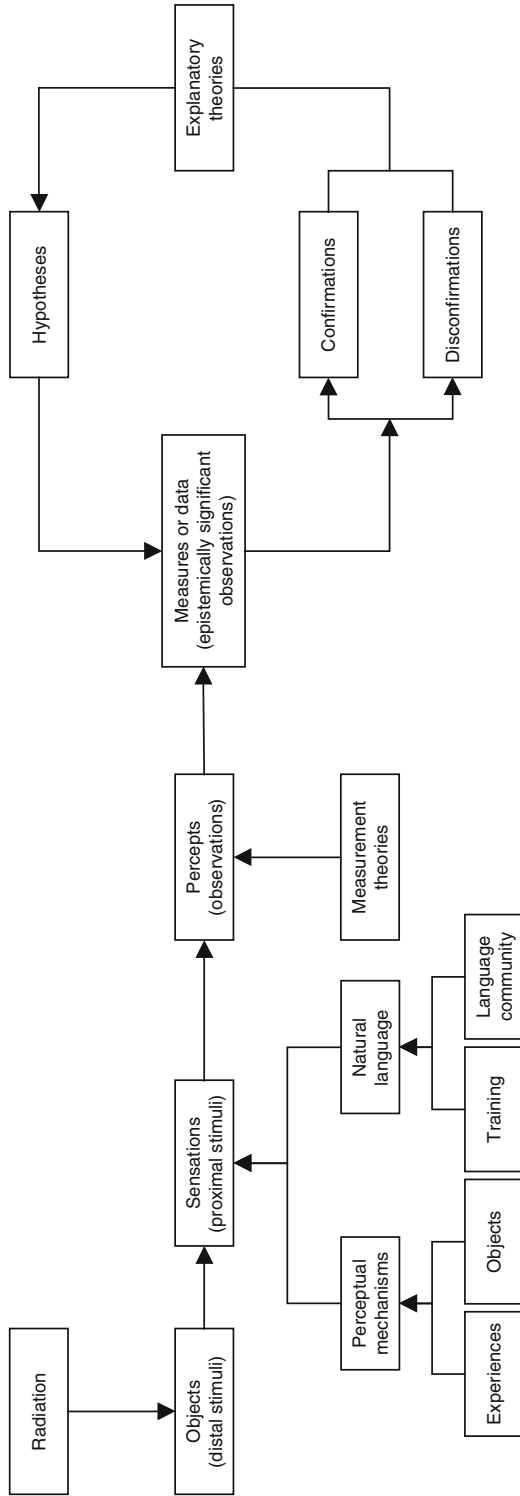 Radiation
Objects
(distal stimuli)
Sensations
(proximal stimuli)
Percepts
(observations)
Measures or data
(epistemically significant
observations)
Hypotheses
Explanatory
theories
Confirmations
Disconfirmations
Measurement
theories
Perceptual
mechanisms
Natural
language
Experiences
Objects
Training
Language
community